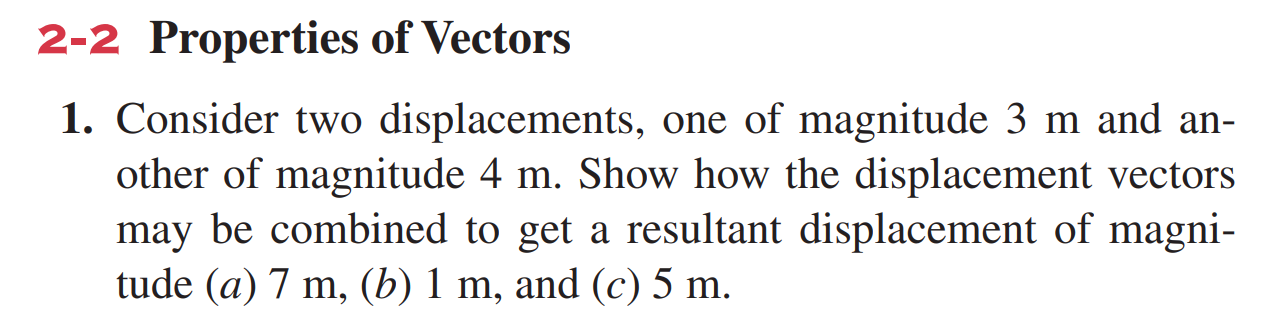 2-2 Properties of Vectors
1. Consider two displacements, one of magnitude 3 m and an-
other of magnitude 4 m. Show how the displacement vectors
may be combined to get a resultant displacement of magni-
tude (a) 7 m, (b) 1 m, and (c) 5 m.